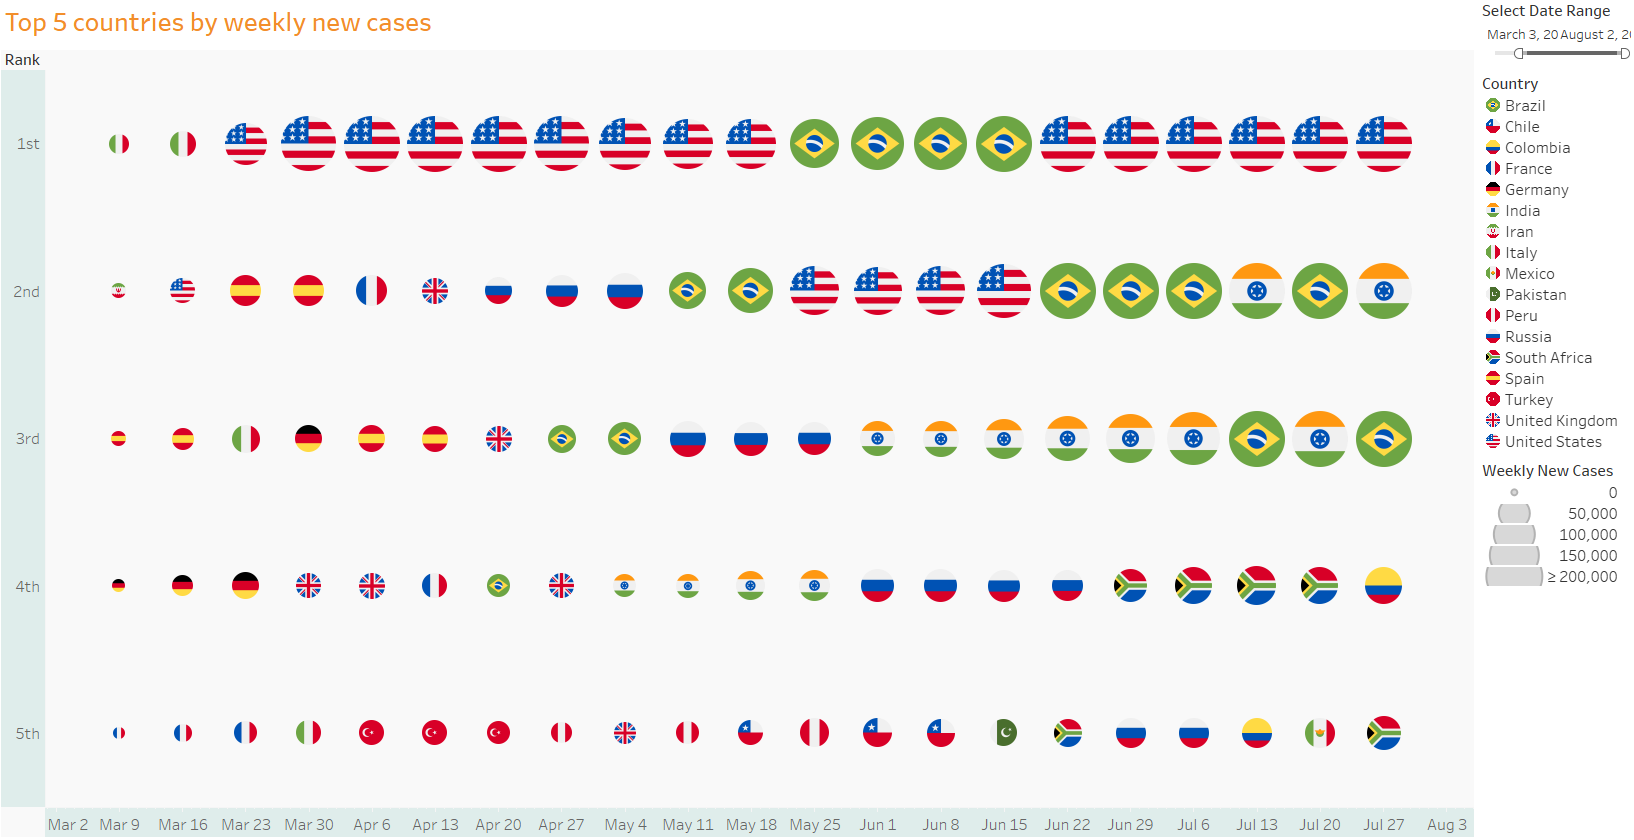 Top 5 countries by weekly new cases
Rank
1st
2nd
3rd
4th
5th
Mar 2 Mar 9 Mar 16 Mar 23 Mar 30 Apr 6 Apr 13 Apr 20 Apr 27 May 4 May 11 May 18 May 25 Jun 1 Jun 8 Jun 15 Jun 22 Jun 29 Jul 6 Jul 13 Jul 20 Jul 27 Aug 3
Select Date Range
March 3, 20 August 2, 2
Country
Brazil
Chile
Colombia
France
Germany
India
Iran
Italy
Mexico
Pakistan
Peru
Russia
South Africa
Spain
Turkey
United Kingdom
United States
Weekly New Cases
0
50,000
100,000
150,000
≥ 200,000